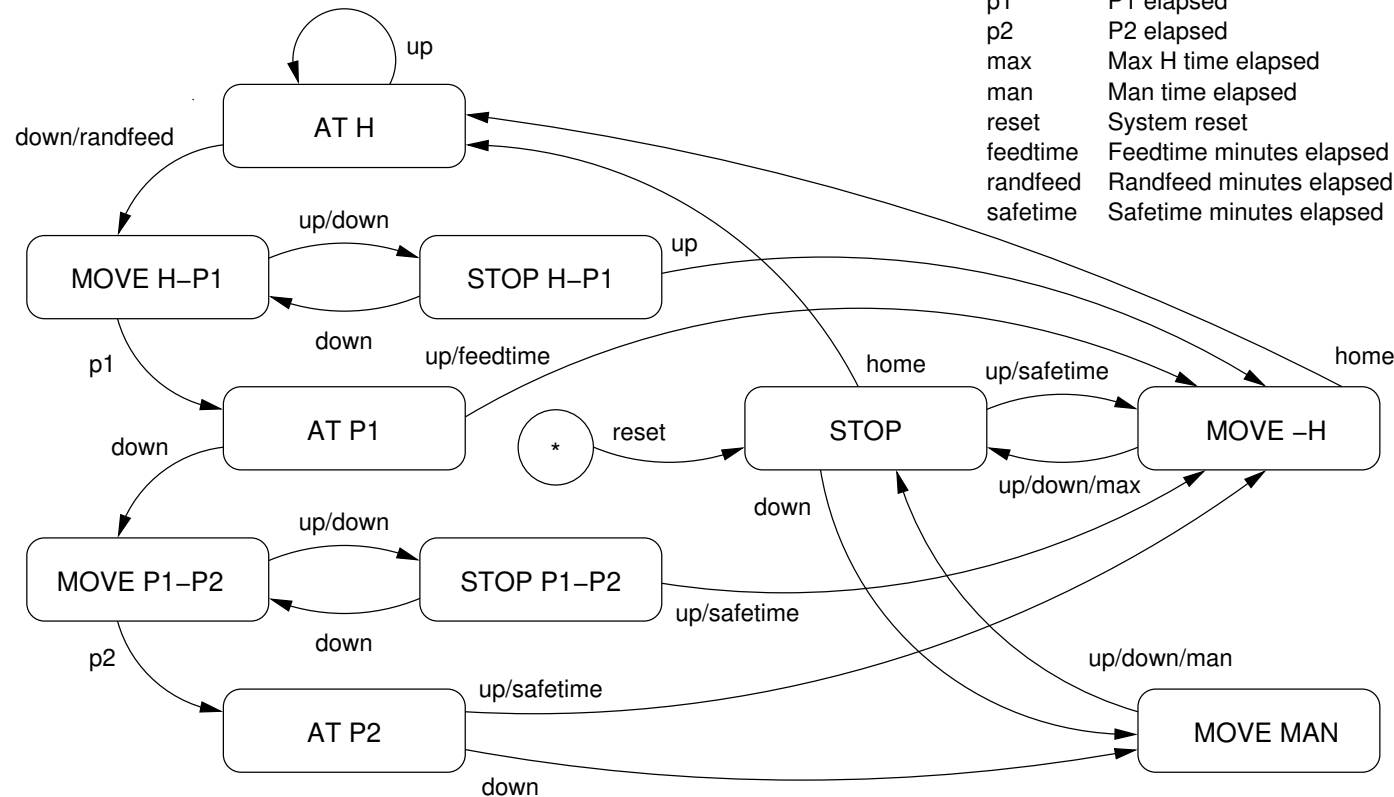 p1 P1 elapsed
p2 P2 elapsed
max Max H time elapsed
man Man time elapsed
reset System reset
feedtime Feedtime minutes elapsed
randfeed Randfeed minutes elapsed
safetime Safetime minutes elapsed
up
AT H
down/randfeed
up/down
up
MOVE H–P1
STOP H–P1
down
p1
up/feedtime
home
up/safetime
home
AT P1
*
reset
STOP
MOVE –H
down
up/down/max
down
up/down
MOVE P1–P2
STOP P1–P2
up/safetime
down
p2
up/safetime
up/down/man
AT P2
MOVE MAN
down